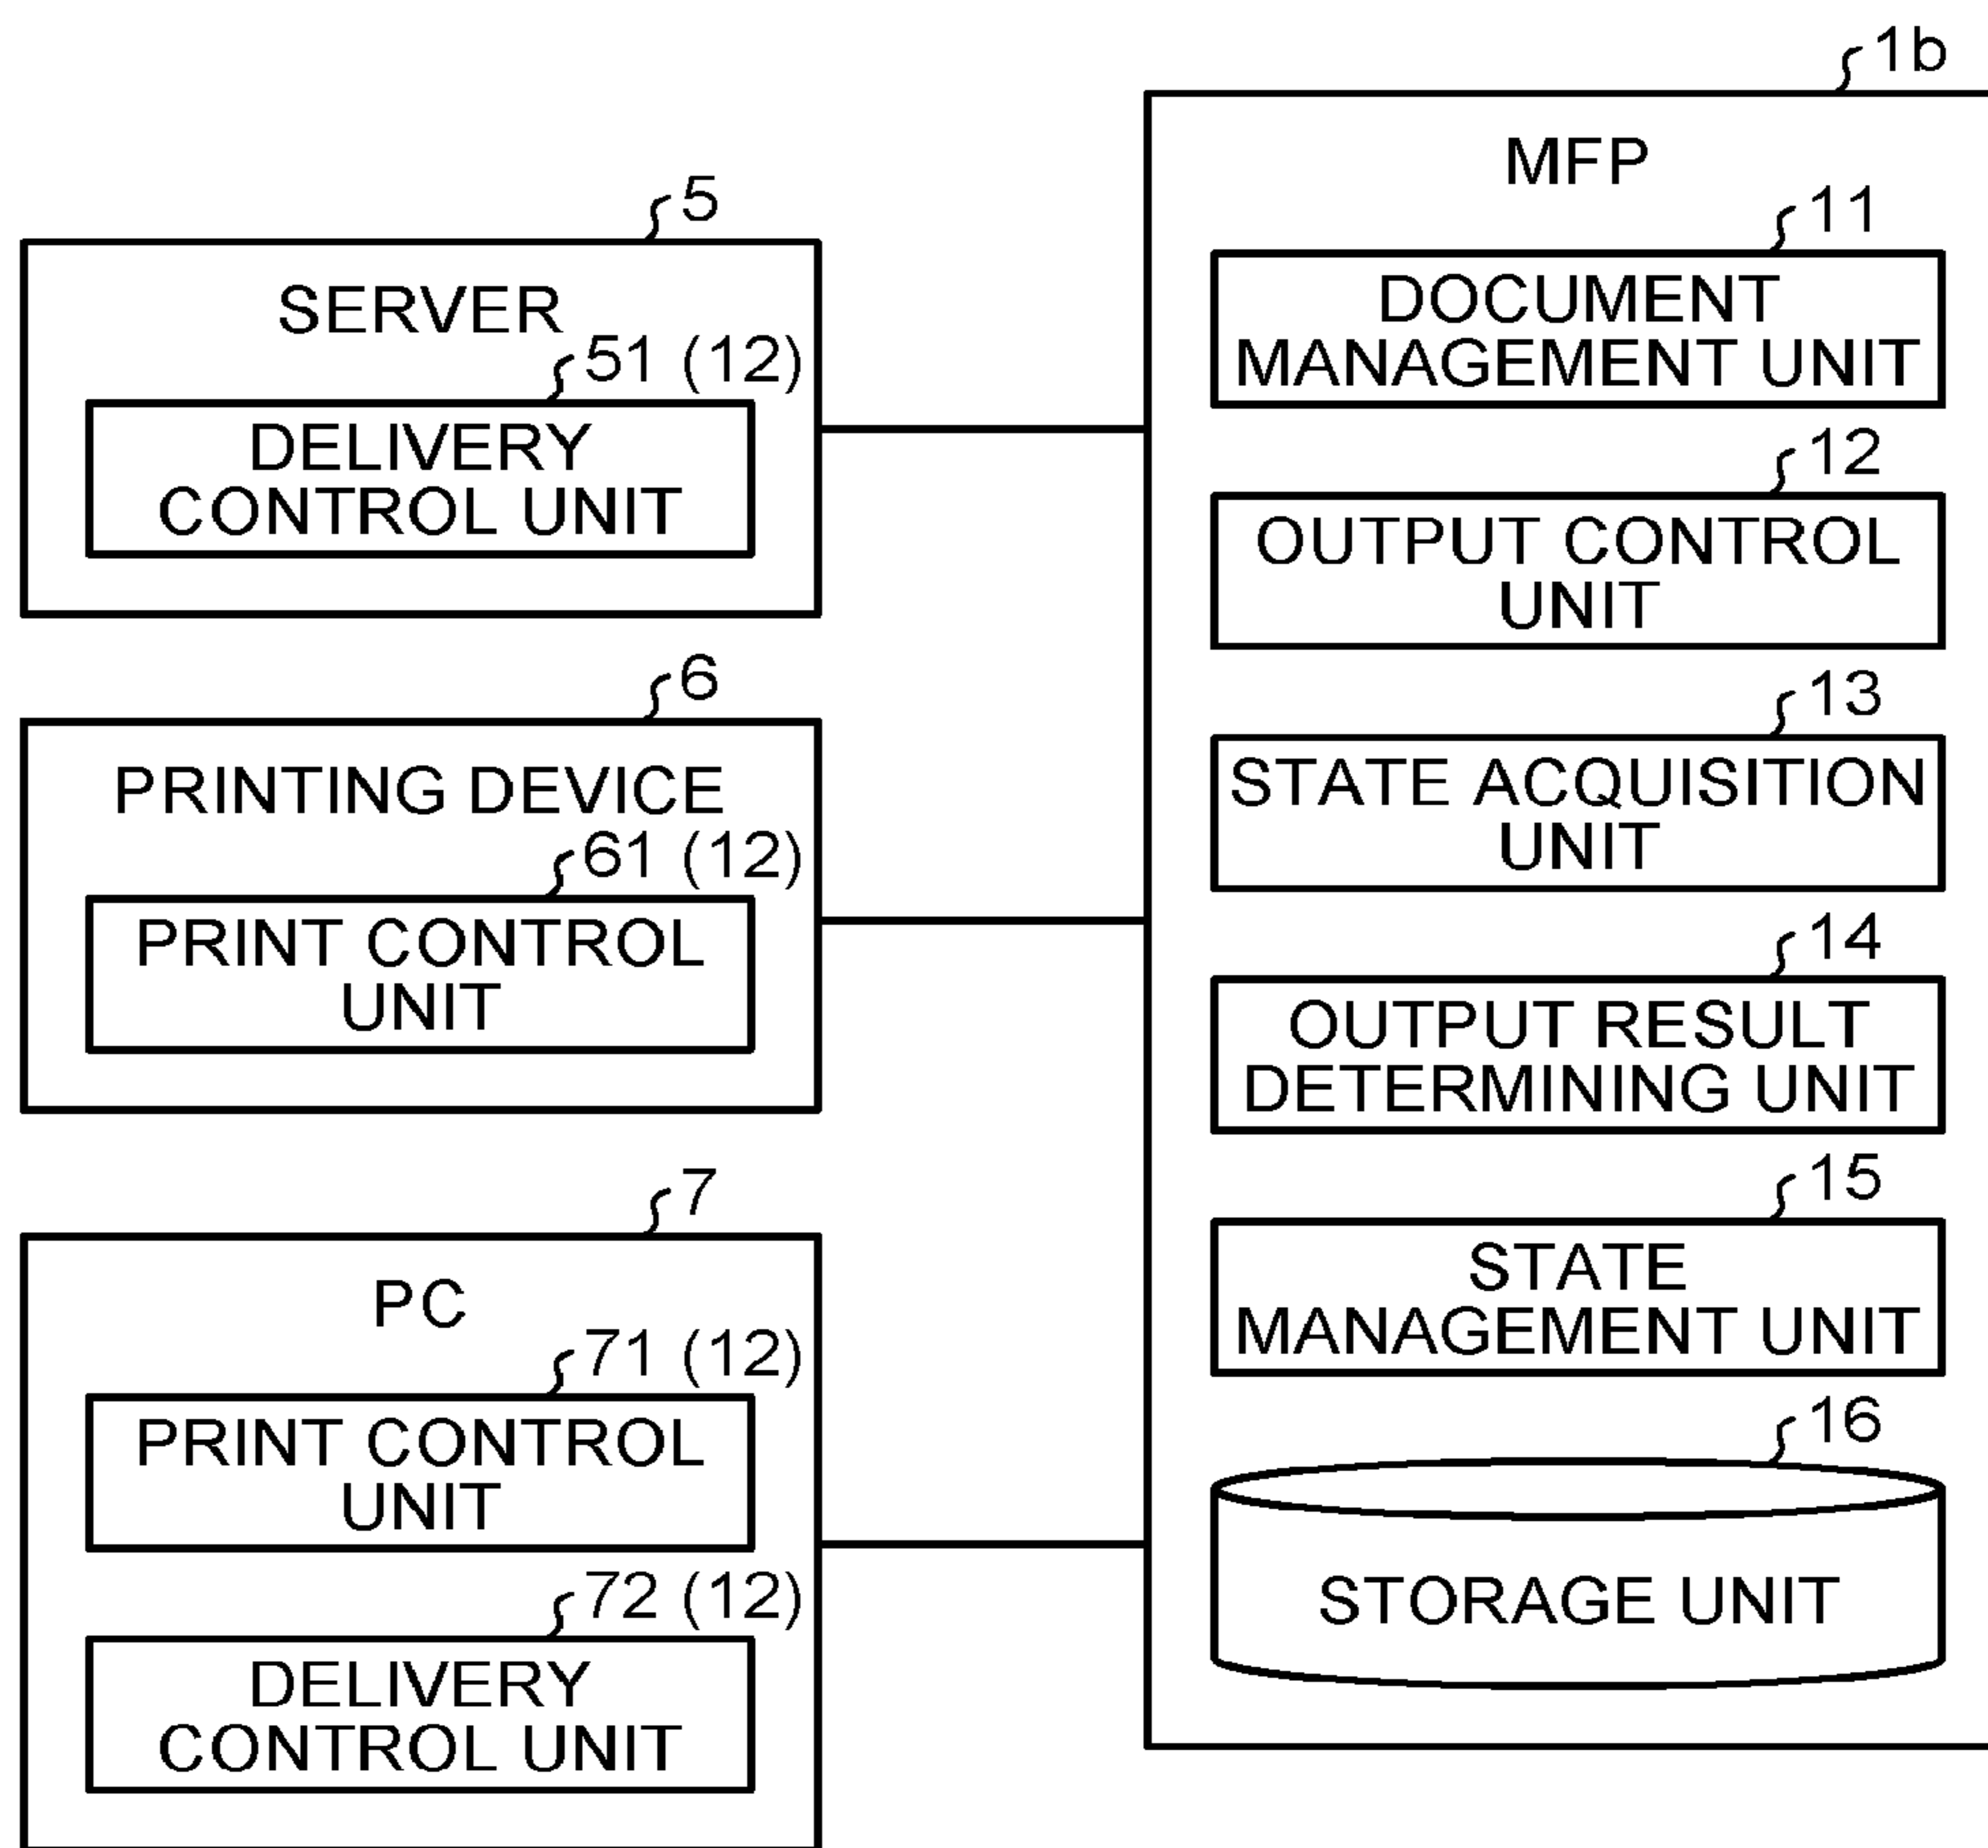 5
SERVER
51 (12)
DELIVERY
CONTROL UNIT
6
PRINTING DEVICE
61 (12)
PRINT CONTROL
UNIT
7
PC
71 (12)
PRINT CONTROL
UNIT
72 (12)
DELIVERY
CONTROL UNIT
1b
MFP
11
DOCUMENT
MANAGEMENT UNIT
12
OUTPUT CONTROL
UNIT
13
STATE ACQUISITION
UNIT
14
OUTPUT RESULT
DETERMINING UNIT
15
STATE
MANAGEMENT UNIT
16
STORAGE UNIT